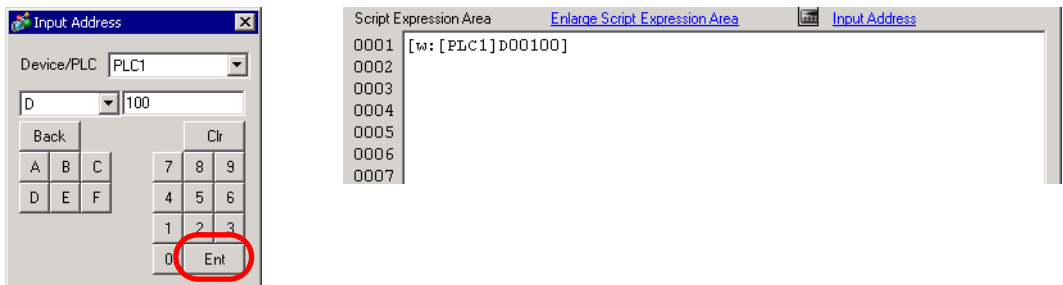 Input Address
Device/PLC PLC1
D 100
Back Clr
A B C 7 8 9
D E F 4 5 6
1 2 3
0 Ent
Script Expression Area Enlarge Script Expression Area Input Address
0001 [w:[PLC1]D00100]
0002
0003
0004
0005
0006
0007